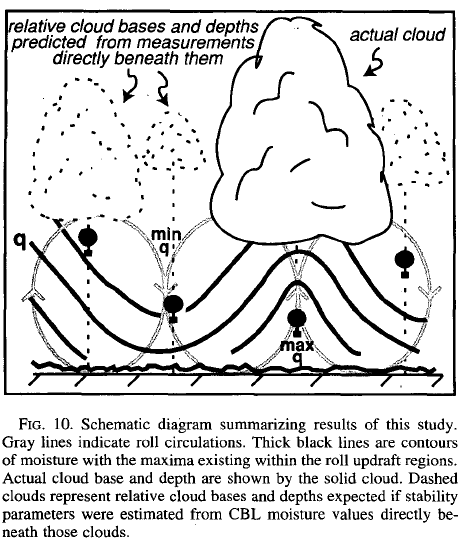 relative cloud bases and depths
predicted from measurements
directly beneath them
actual cloud
q
min
q
max
q
FIG. 10. Schematic diagram summarizing results of this study.
Gray lines indicate roll circulations. Thick black lines are contours
of moisture with the maxima existing within the roll updraft regions.
Actual cloud base and depth are shown by the solid cloud. Dashed
clouds represent relative cloud bases and depths expected if stability
parameters were estimated from CBL moisture values directly be-
neath those clouds.